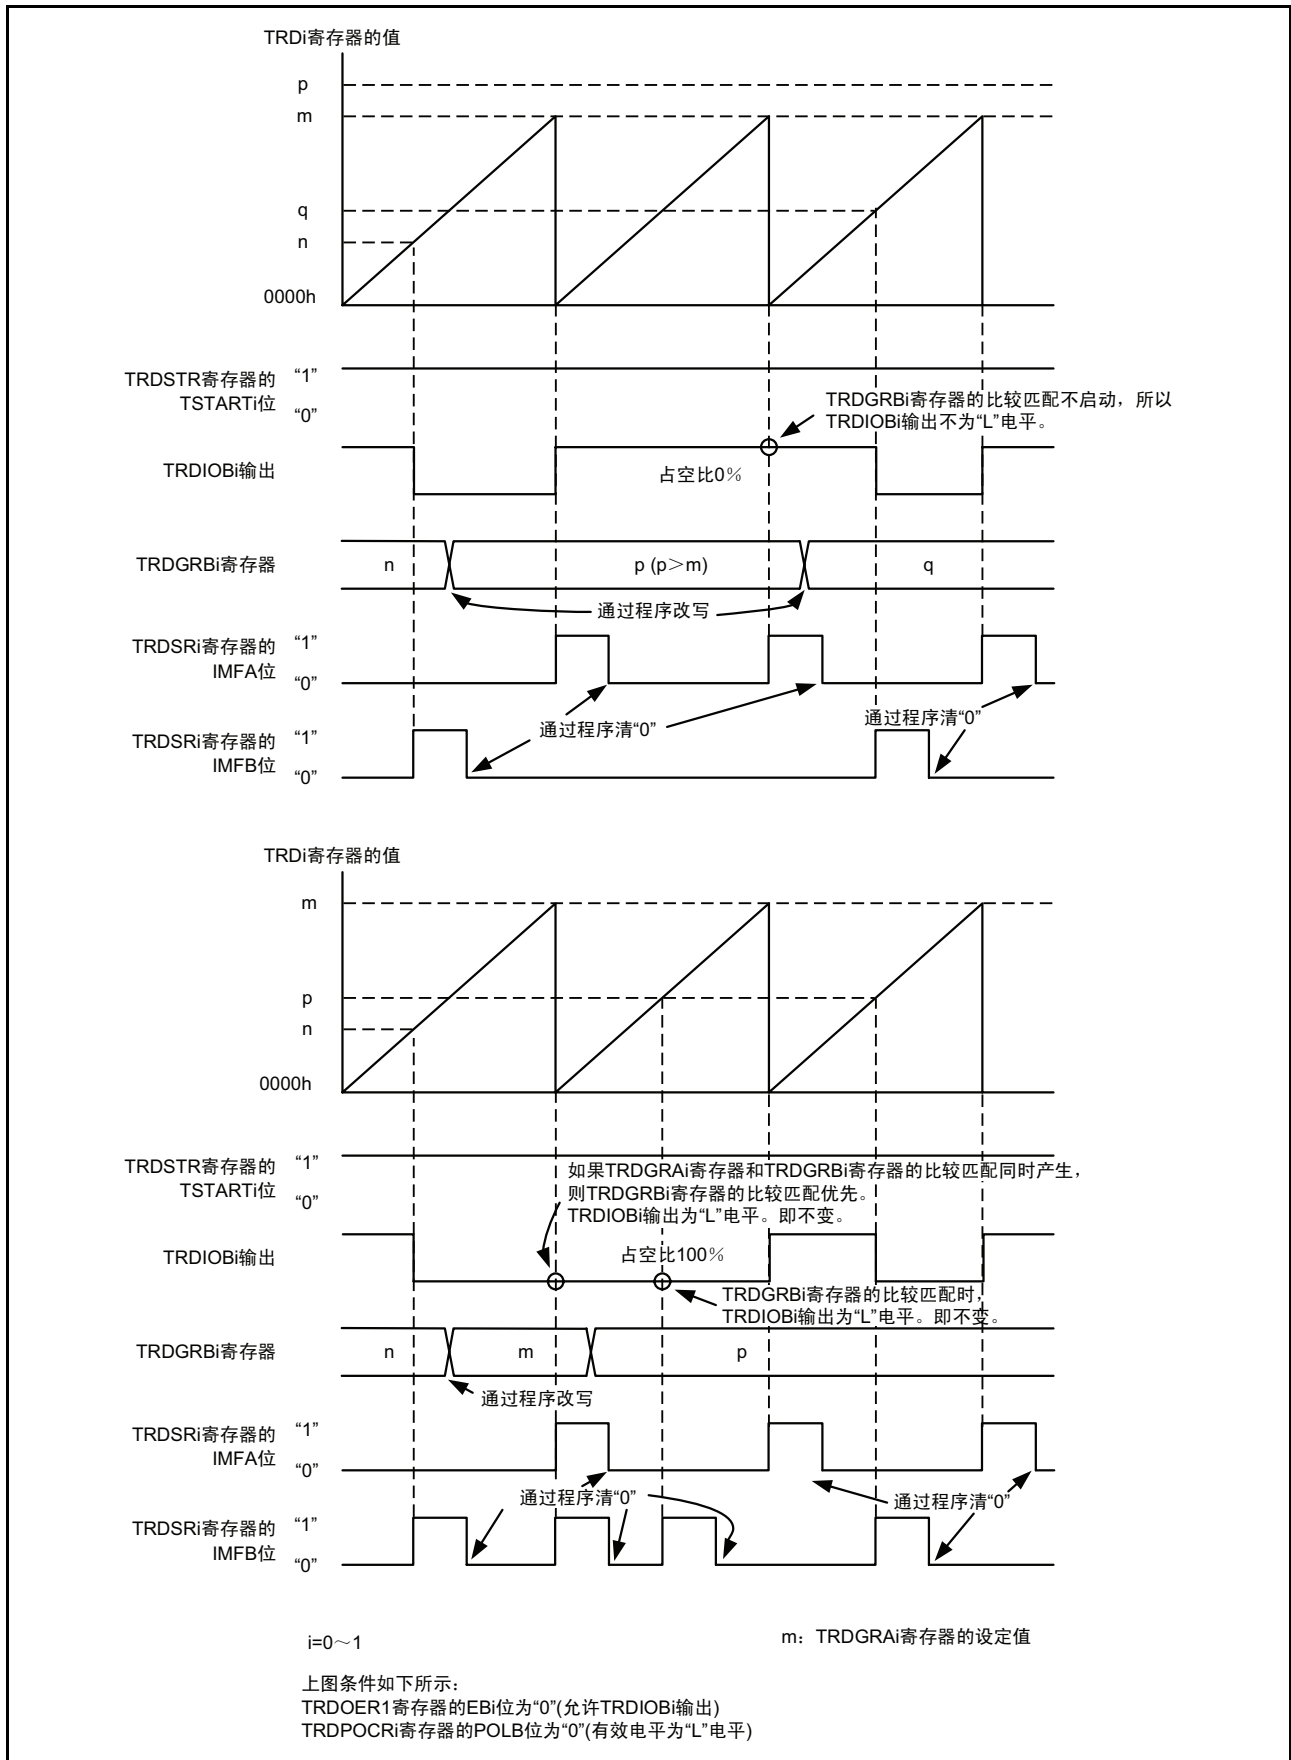 TRDi寄存器的值
p
m
q
n
0000h
TRDSTR寄存器的
TSTARTi位
“1”
“0”
TRDGRBi寄存器的比较匹配不启动，所以
TRDIOBi输出不为“L”电平。
TRDIOBi输出
占空比0％
TRDGRBi寄存器
n
p (p＞m)
q
通过程序改写
TRDSRi寄存器的
IMFA位
“1”
“0”
通过程序清“0”
通过程序清“0”
TRDSRi寄存器的
IMFB位
“1”
“0”
TRDi寄存器的值
m
p
n
0000h
TRDSTR寄存器的
TSTARTi位
“1”
“0”
如果TRDGRAi寄存器和TRDGRBi寄存器的比较匹配同时产生，
则TRDGRBi寄存器的比较匹配优先。
TRDIOBi输出为“L”电平。即不变。
TRDIOBi输出
占空比100％
TRDGRBi寄存器的比较匹配时，
TRDIOBi输出为“L”电平。即不变。
TRDGRBi寄存器
n
m
p
通过程序改写
TRDSRi寄存器的
IMFA位
“1”
“0”
通过程序清“0”
通过程序清“0”
TRDSRi寄存器的
IMFB位
“1”
“0”
i=0～1
m：TRDGRAi寄存器的设定值
上图条件如下所示：
TRDOER1寄存器的EBi位为“0”(允许TRDIOBi输出)
TRDPOCRi寄存器的POLB位为“0”(有效电平为“L”电平)